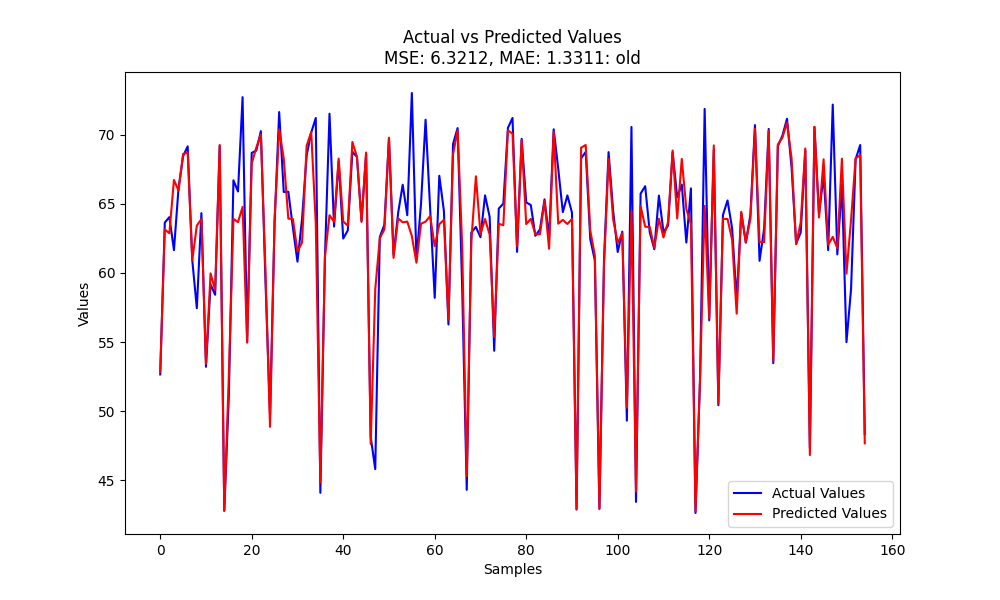 Actual vs Predicted Values
MSE: 6.3212, MAE: 1.3311: old
Values
70
65
60
55
50
45
0 20 40 60 80 100 120 140 160
Samples
Actual Values
Predicted Values